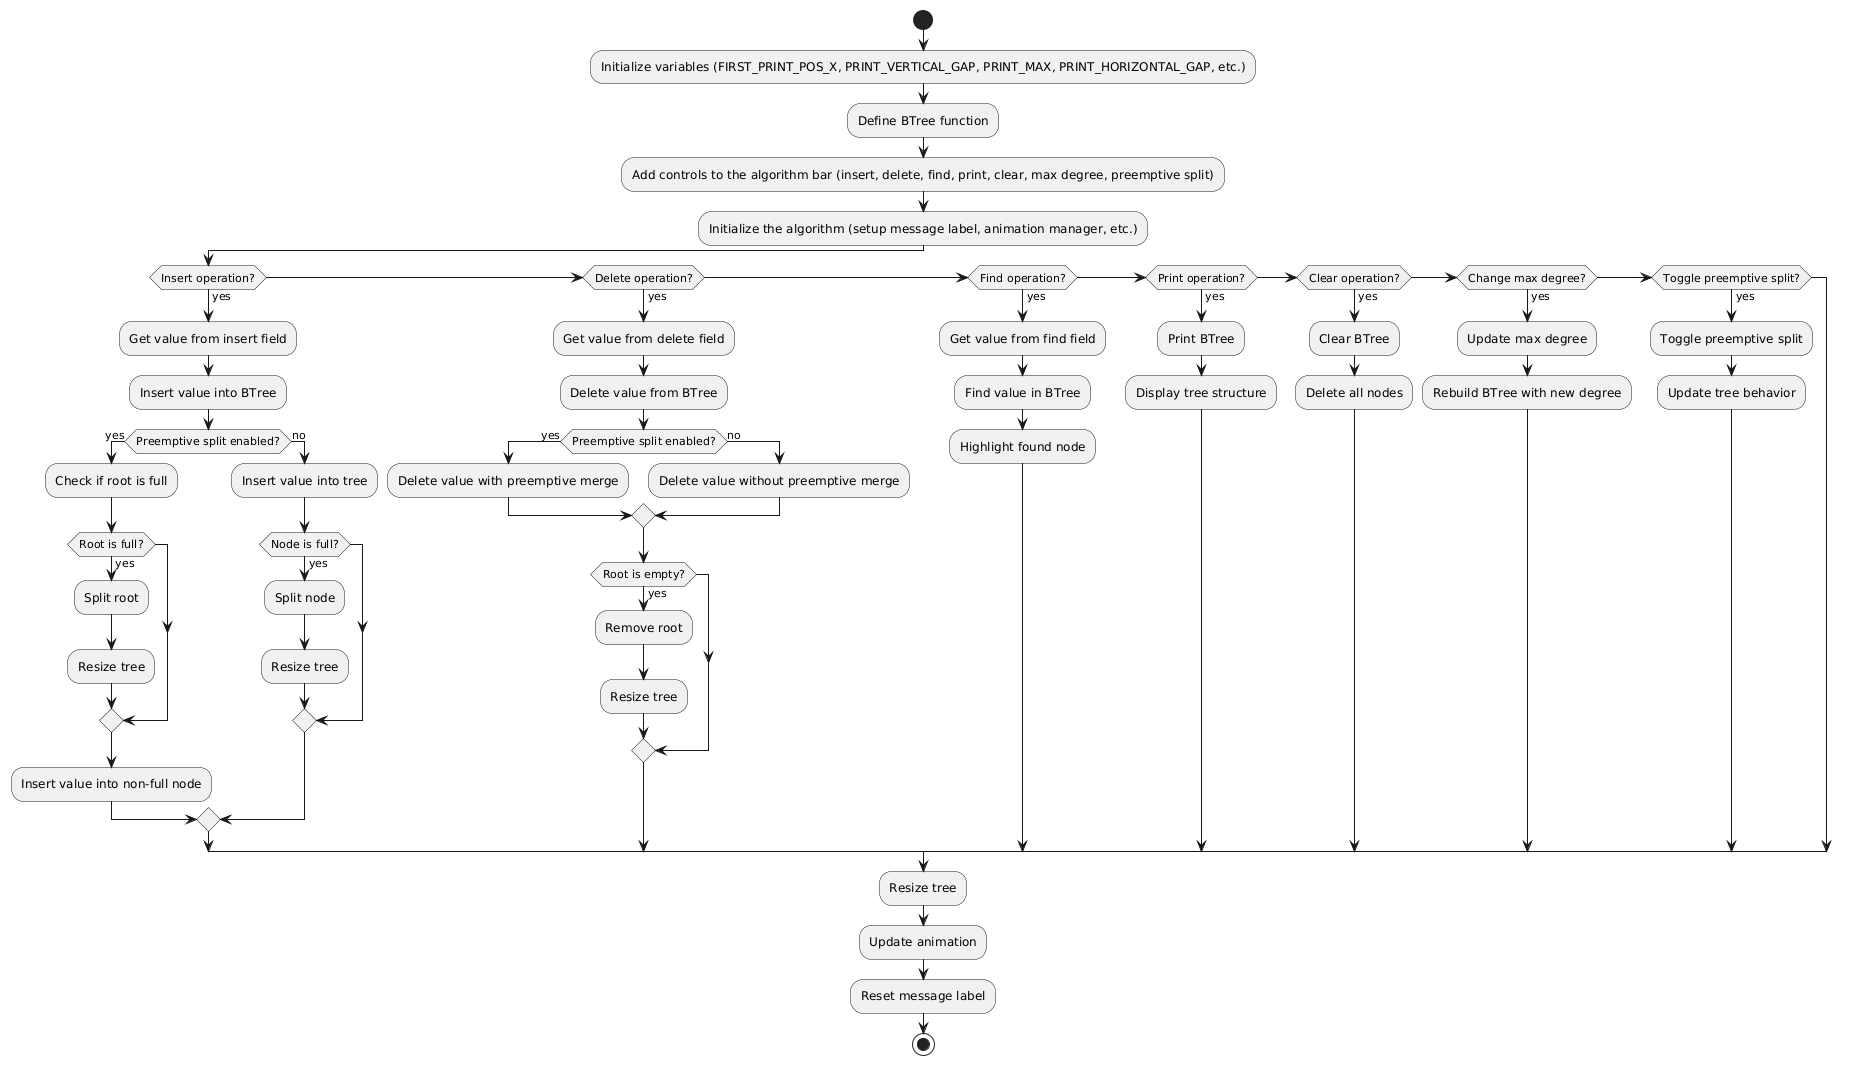 Initialize variables (FIRST_PRINT_POS_X, PRINT_VERTICAL_GAP, PRINT_MAX, PRINT_HORIZONTAL_GAP, etc.)
Define BTree function
Add controls to the algorithm bar (insert, delete, find, print, clear, max degree, preemptive split)
Initialize the algorithm (setup message label, animation manager, etc.)
Insert operation?
yes
Get value from insert field
Insert value into BTree
Preemptive split enabled?
yes
no
Check if root is full
Root is full?
yes
Split root
Resize tree
Insert value into non-full node
Insert value into tree
Node is full?
yes
Split node
Resize tree
Delete operation?
yes
Get value from delete field
Delete value from BTree
Preemptive split enabled?
yes
no
Delete value with preemptive merge
Delete value without preemptive merge
Root is empty?
yes
Remove root
Resize tree
Find operation?
yes
Get value from find field
Find value in BTree
Highlight found node
Print operation?
yes
Print BTree
Display tree structure
Clear operation?
yes
Clear BTree
Delete all nodes
Change max degree?
yes
Update max degree
Rebuild BTree with new degree
Toggle preemptive split?
yes
Toggle preemptive split
Update tree behavior
Resize tree
Update animation
Reset message label